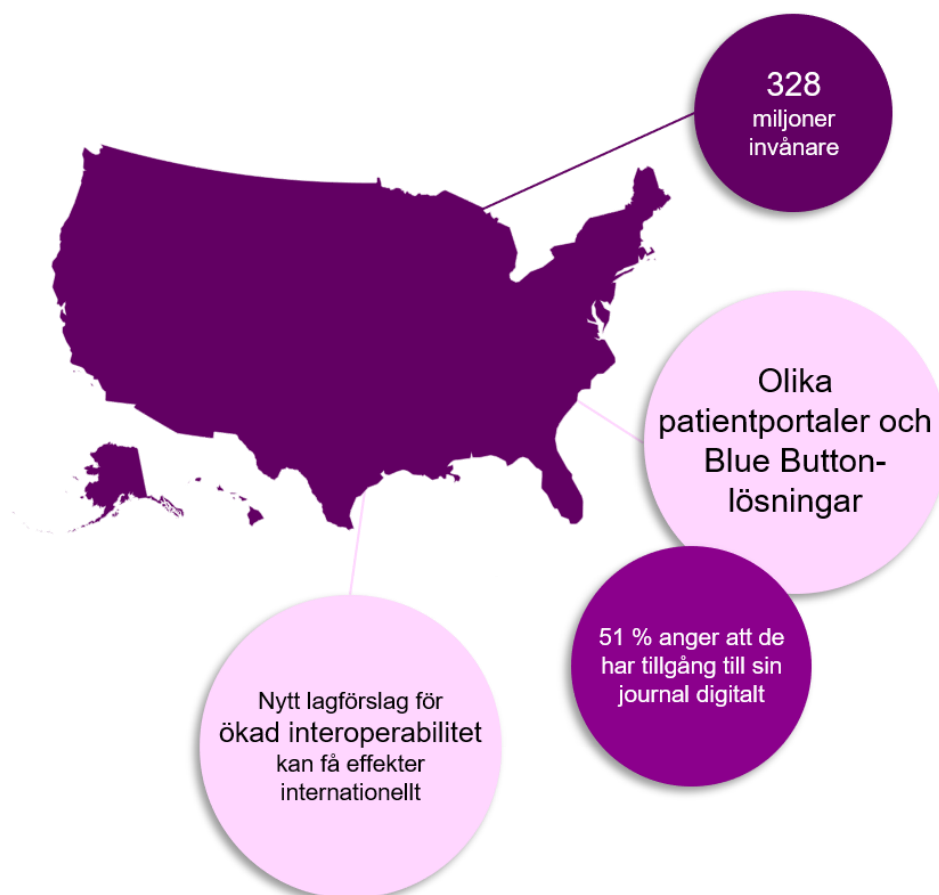 328
miljoner
invånare
Olika
patientportaler och
Blue Button-
lösningar
51 % anger att de
har tillgång till sin
journal digitalt
Nytt lagförslag för
ökad interoperabilitet
kan få effekter
internationellt